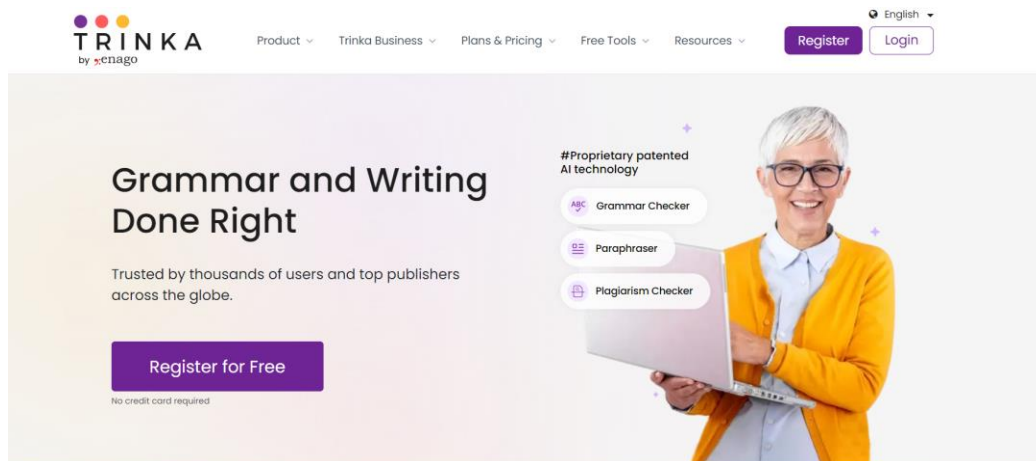 English
TRINKA
by enago
Product
Trinka Business
Plans & Pricing
Free Tools
Resources
Register
Login
Grammar and Writing
Done Right
Trusted by thousands of users and top publishers
across the globe.
Register for Free
No credit card required
#Proprietary patented
AI technology
ABC
Grammar Checker
Paraphraser
Plagiarism Checker